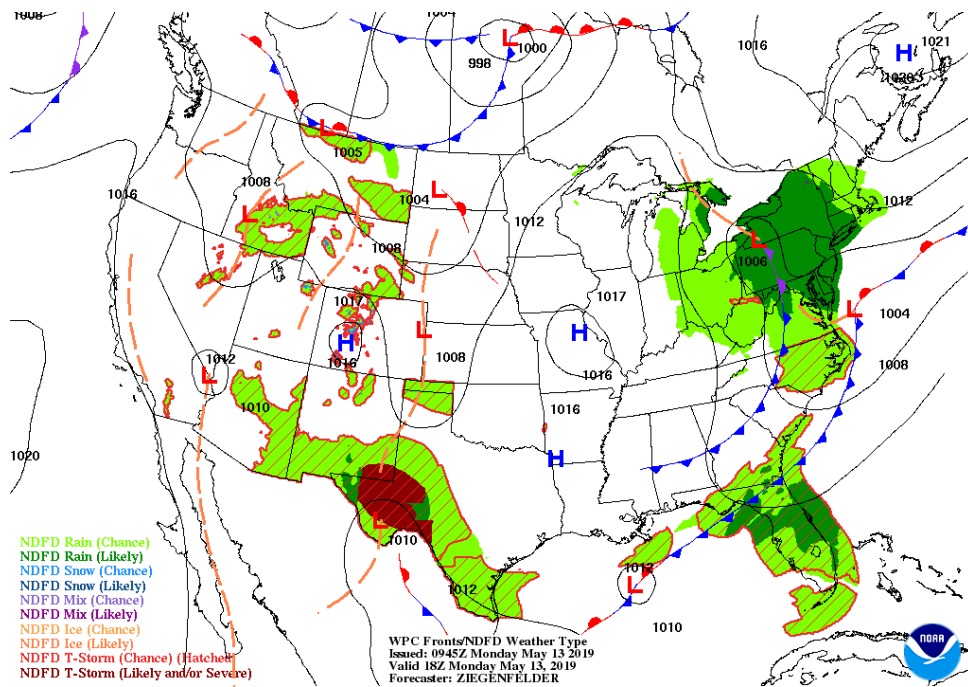 1008
1004
L
1000
998
1016
H
1021
1020
L
1005
1008
1016
L
1004
1012
1012
L
1008
L
1006
1017
1017
L
1004
L
H
H
1016
1016
1008
1008
1012
L
1010
1016
1020
H
L
1010
NDFD Rain (Chance)
NDFD Rain (Likely)
NDFD Snow (Chance)
NDFD Snow (Likely)
NDFD Mix (Chance)
NDFD Mix (Likely)
NDFD Ice (Chance)
NDFD Ice (Likely)
NDFD T-Storm (Chance) (Hatched)
NDFD T-Storm (Likely and/or Severe)
1012
1012
L
1010
WPC Fronts/NDFD Weather Type
Issued: 0945Z Monday May 13 2019
Valid 18Z Monday May 13, 2019
Forecaster: ZIEGENFELDER
NOAA